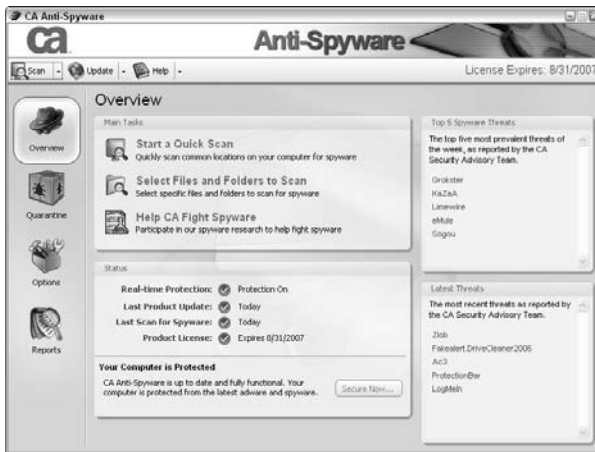 CA Anti-Spyware
ca
Anti-Spyware
Scan
Update
Help
License Expires: 8/31/2007
Overview
Quarantine
Options
Reports
Overview
Main Tasks
Start a Quick Scan
Quickly scan common locations on your computer for spyware
Select Files and Folders to Scan
Select specific files and folders to scan for spyware
Help CA Fight Spyware
Participate in our spyware research to help fight spyware
Status
Real-time Protection: Protection On
Last Product Update: Today
Last Scan for Spyware: Today
Product License: Expires 8/31/2007
Your Computer is Protected
CA Anti-Spyware is up to date and fully functional. Your
computer is protected from the latest adware and spyware.
Secure Now...
Top 5 Spyware Threats
The top five most prevalent threats of
the week, as reported by the CA
Security Advisory Team.
Grokster
KaZaA
Limewire
eMule
Sogou
Latest Threats
The most recent threats as reported by
the CA Security Advisory Team.
Zlob
Fakealert.DriveCleaner2006
Ac3
ProtectionBar
LogMein